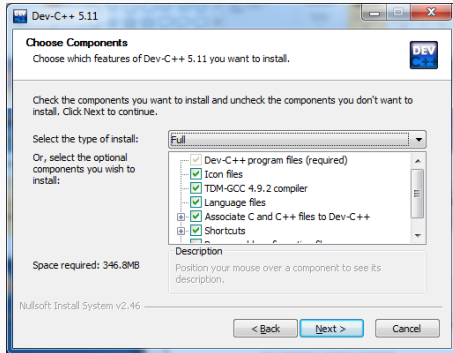 Dev-C++ 5.11
Choose Components
Choose which features of Dev-C++ 5.11 you want to install.
DEV
C++
Check the components you want to install and uncheck the components you don't want to
install. Click Next to continue.
Select the type of install:
Full
Or, select the optional
components you wish to
install:
Dev-C++ program files (required)
Icon files
TDM-GCC 4.9.2 compiler
Language files
Associate C and C++ files to Dev-C++
Shortcuts
Space required: 346.8MB
Description
Position your mouse over a component to see its
description.
Nullsoft Install System v2.46
< Back
Next >
Cancel